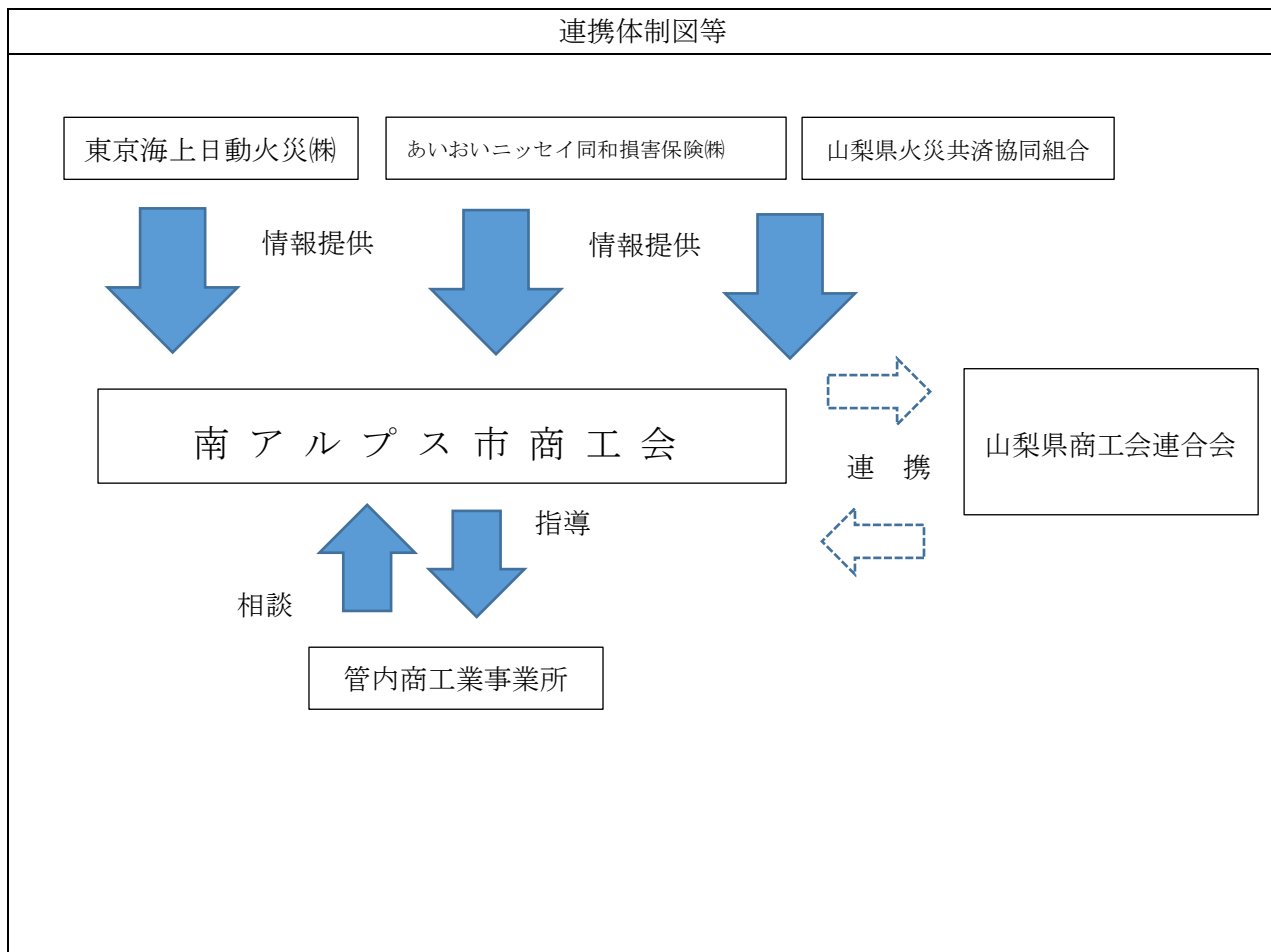 連携体制図等
東京海上日動火災㈱
あいおいニッセイ同和損害保険㈱
山梨県火災共済協同組合
情報提供
情報提供
南アルプス市商工会
連 携
山梨県商工会連合会
指導
相談
管内商工業事業所